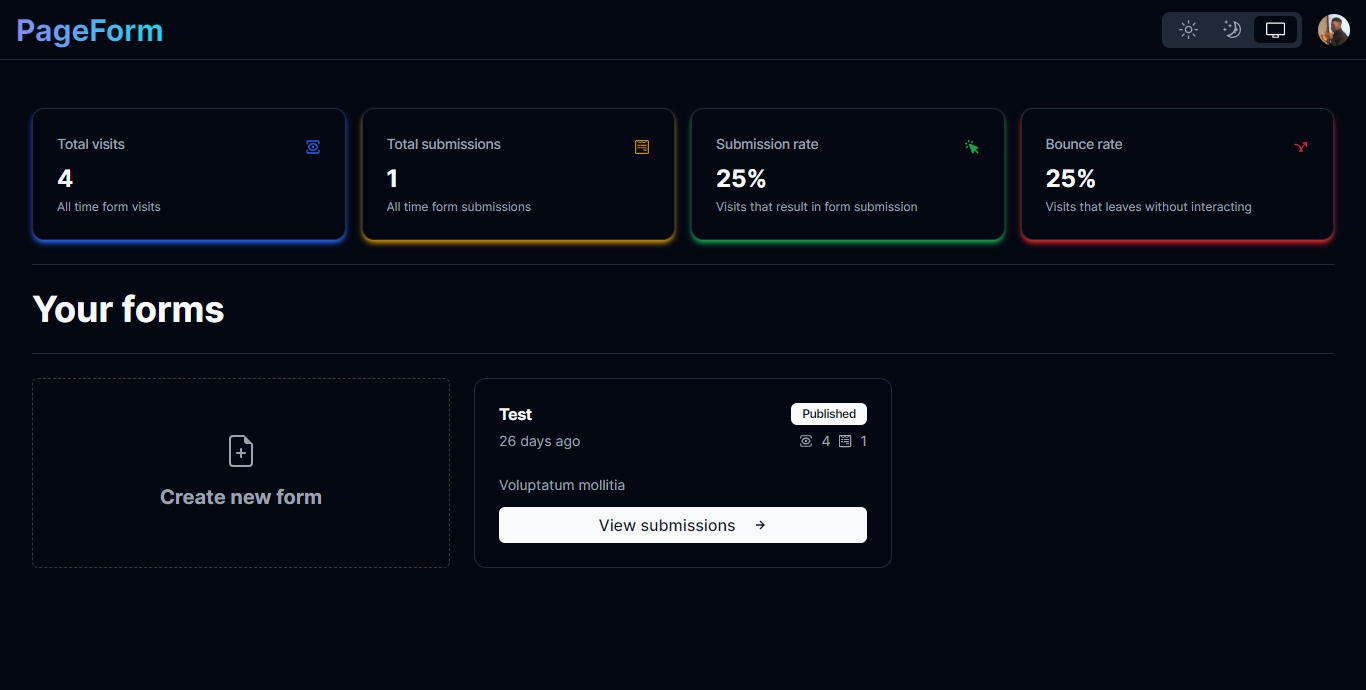 PageForm
Total visits
4
All time form visits
Total submissions
1
All time form submissions
Submission rate
25%
Visits that result in form submission
Bounce rate
25%
Visits that leaves without interacting
Your forms
Create new form
Test
Published
26 days ago
4 1
Voluptatum mollitia
View submissions